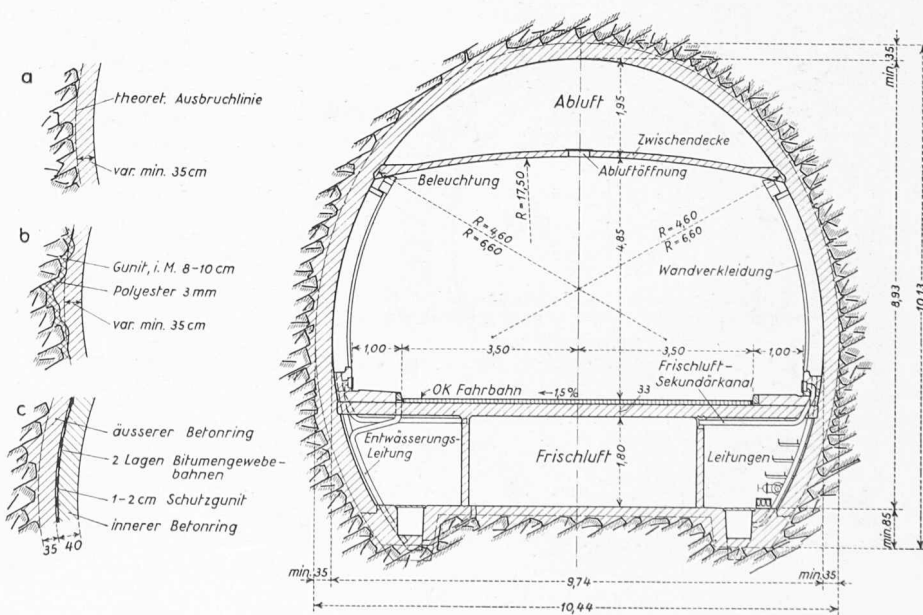 a
theoret. Ausbruchlinie
var. min. 35cm
b
Gunit, i. M. 8-10 cm
Polyester 3mm
var. min. 35 cm
c
äusserer Betonring
2 Lagen Bitumengewebe-
bahnen
1-2 cm Schutzgunit
innerer Betonring
35
40
Abluft
1,95
Zwischendecke
Abluftöffnung
Beleuchtung
R=17,50
R=4,60
R=6,60
4,85
R=4,60
R=6,60
Wandverkleidung
1,00
3,50
3,50
1,00
Frischluft-
Sekundärkanal
OK Fahrbahn
1,5%
33
Entwässerungs-
Leitung
Frischluft
1,80
Leitungen
min. 35
8,93
10,13
min. 85
min. 35
9,74
min. 35
10,44